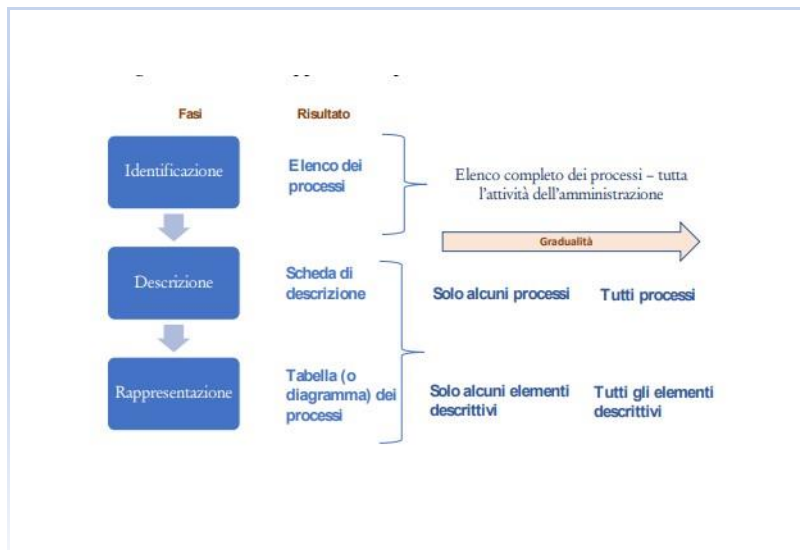 Fasi
Risultato
Identificazione
Elenco dei
processi
Elenco completo dei processi – tutta
l'attività dell'amministrazione
Gradualità
Descrizione
Scheda di
descrizione
Solo alcuni processi
Tutti processi
Rappresentazione
Tabella (o
diagramma) dei
processi
Solo alcuni elementi
descrittivi
Tutti gli elementi
descrittivi